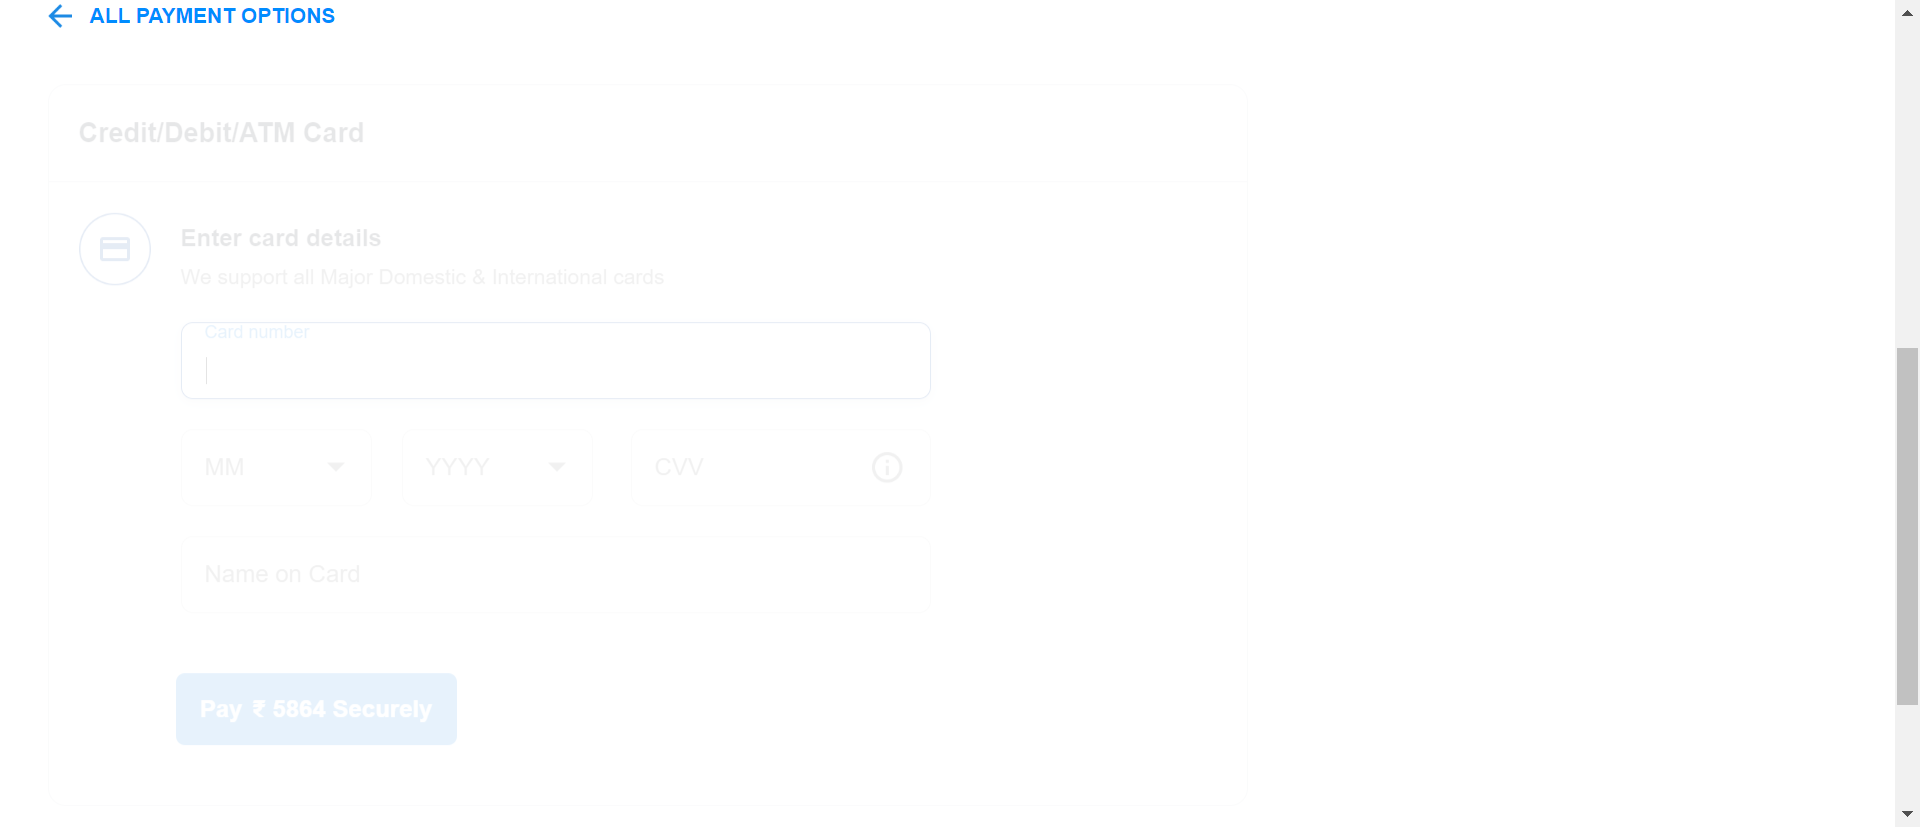 ALL PAYMENT OPTIONS
Credit/Debit/ATM Card
Enter card details
We support all Major Domestic & International cards
Card number
MM YYYY CVV
Name on Card
Pay ₹ 5864 Securely